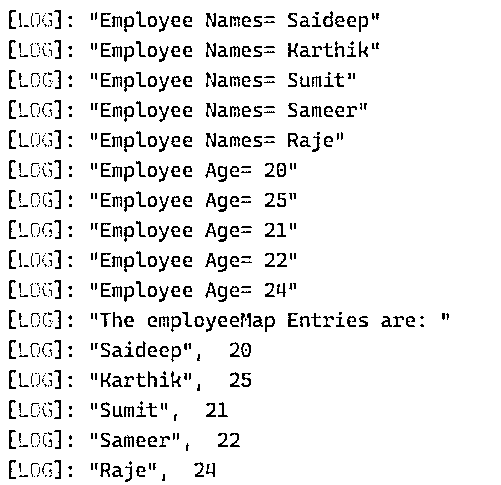 [LOG]: "Employee Names= Saideep"
[LOG]: "Employee Names= Karthik"
[LOG]: "Employee Names= Sumit"
[LOG]: "Employee Names= Sameer"
[LOG]: "Employee Names= Raje"
[LOG]: "Employee Age= 20"
[LOG]: "Employee Age= 25"
[LOG]: "Employee Age= 21"
[LOG]: "Employee Age= 22"
[LOG]: "Employee Age= 24"
[LOG]: "The employeeMap Entries are: "
[LOG]: "Saideep",  20
[LOG]: "Karthik",  25
[LOG]: "Sumit",  21
[LOG]: "Sameer",  22
[LOG]: "Raje",  24